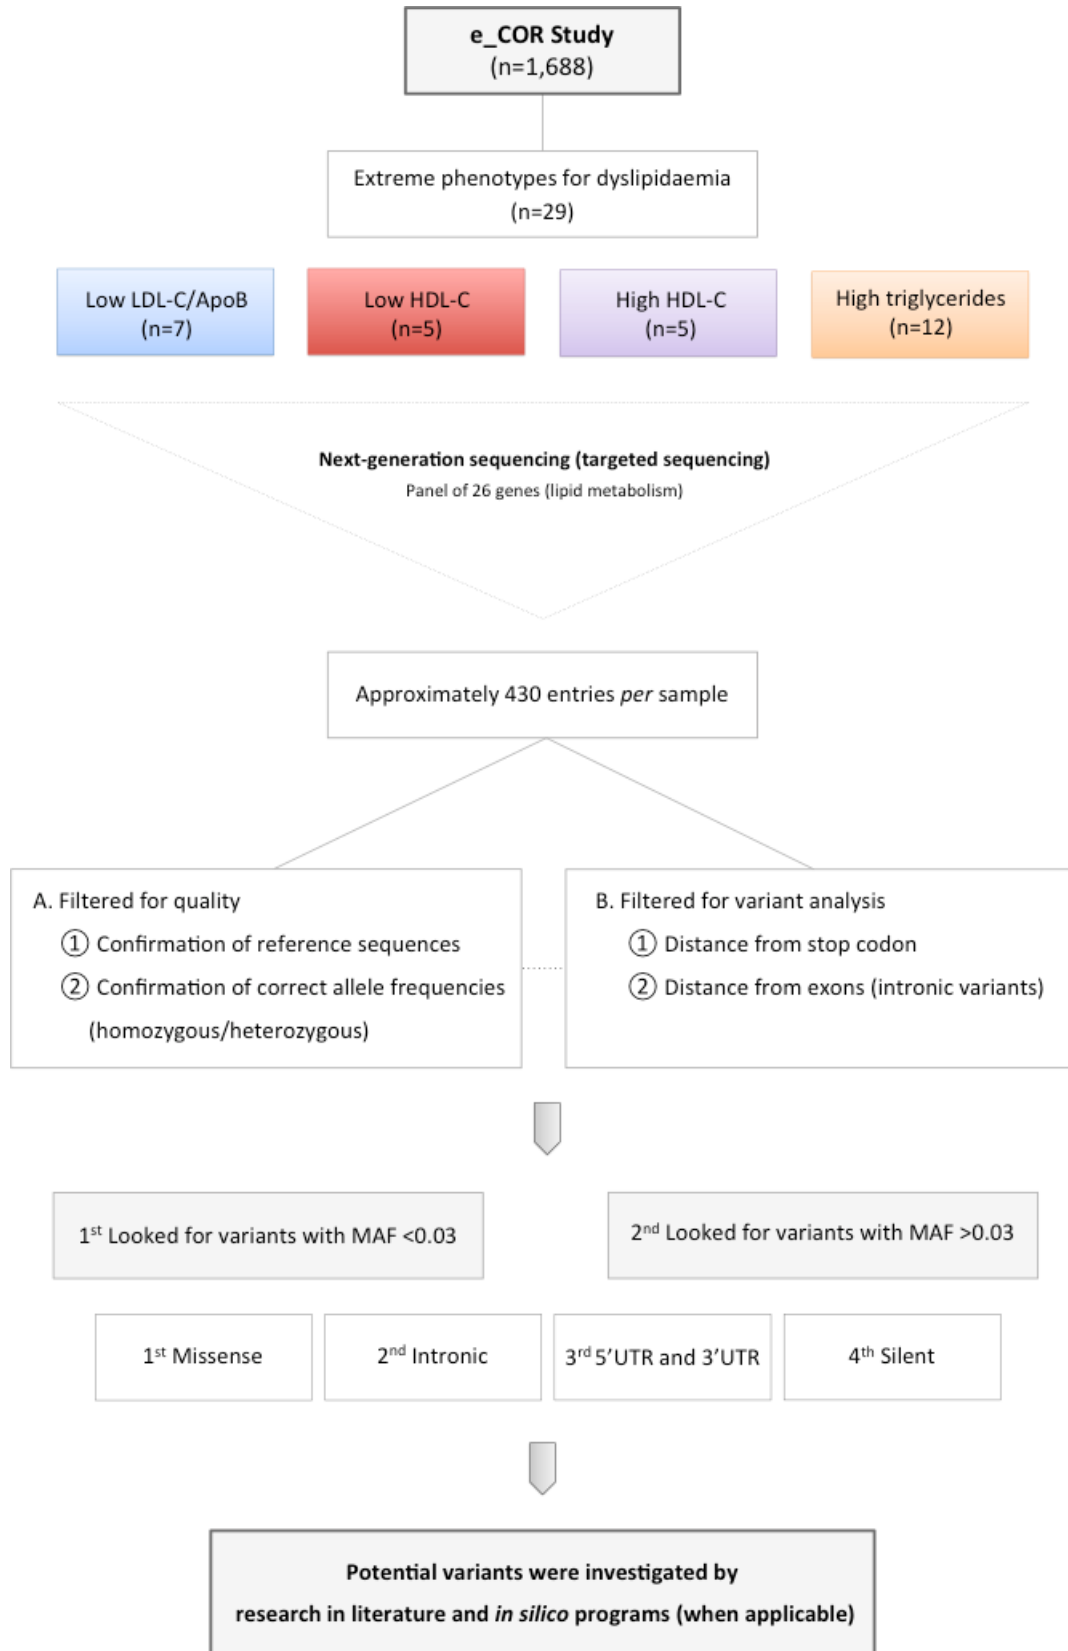 e_COR Study
(n=1,688)
Extreme phenotypes for dyslipidaemia
(n=29)
Low LDL-C/ApoB
(n=7)
Low HDL-C
(n=5)
High HDL-C
(n=5)
High triglycerides
(n=12)
Next-generation sequencing (targeted sequencing)
Panel of 26 genes (lipid metabolism)
Approximately 430 entries per sample
A. Filtered for quality
① Confirmation of reference sequences
② Confirmation of correct allele frequencies
(homozygous/heterozygous)
B. Filtered for variant analysis
① Distance from stop codon
② Distance from exons (intronic variants)
1st Looked for variants with MAF <0.03
2nd Looked for variants with MAF >0.03
1st Missense
2nd Intronic
3rd 5'UTR and 3'UTR
4th Silent
Potential variants were investigated by
research in literature and in silico programs (when applicable)